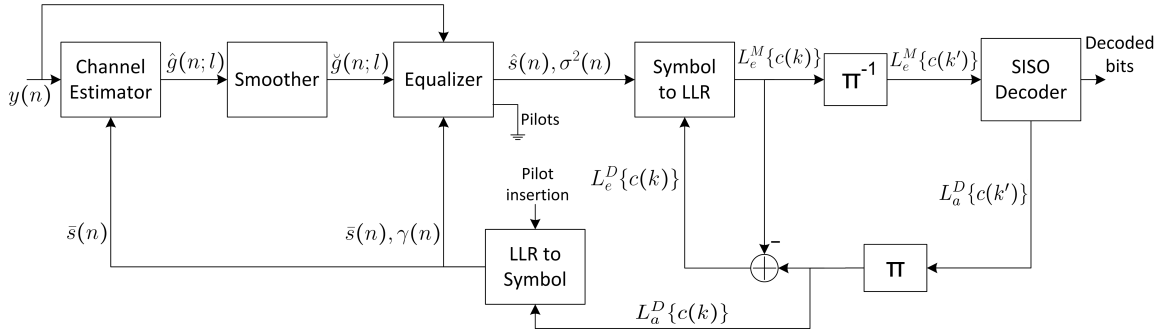 y(n)
Channel
Estimator
ĝ(n; l)
Smoother
ğ(n; l)
Equalizer
Pilots
ŝ(n), σ²(n)
Symbol
to LLR
L_e^M{c(k)}
π⁻¹
L_e^M{c(k′)}
SISO
Decoder
Decoded
bits
L_a^D{c(k′)}
L_e^D{c(k)}
–
π
L_a^D{c(k)}
Pilot
insertion
LLR to
Symbol
s̄(n)
s̄(n), γ(n)